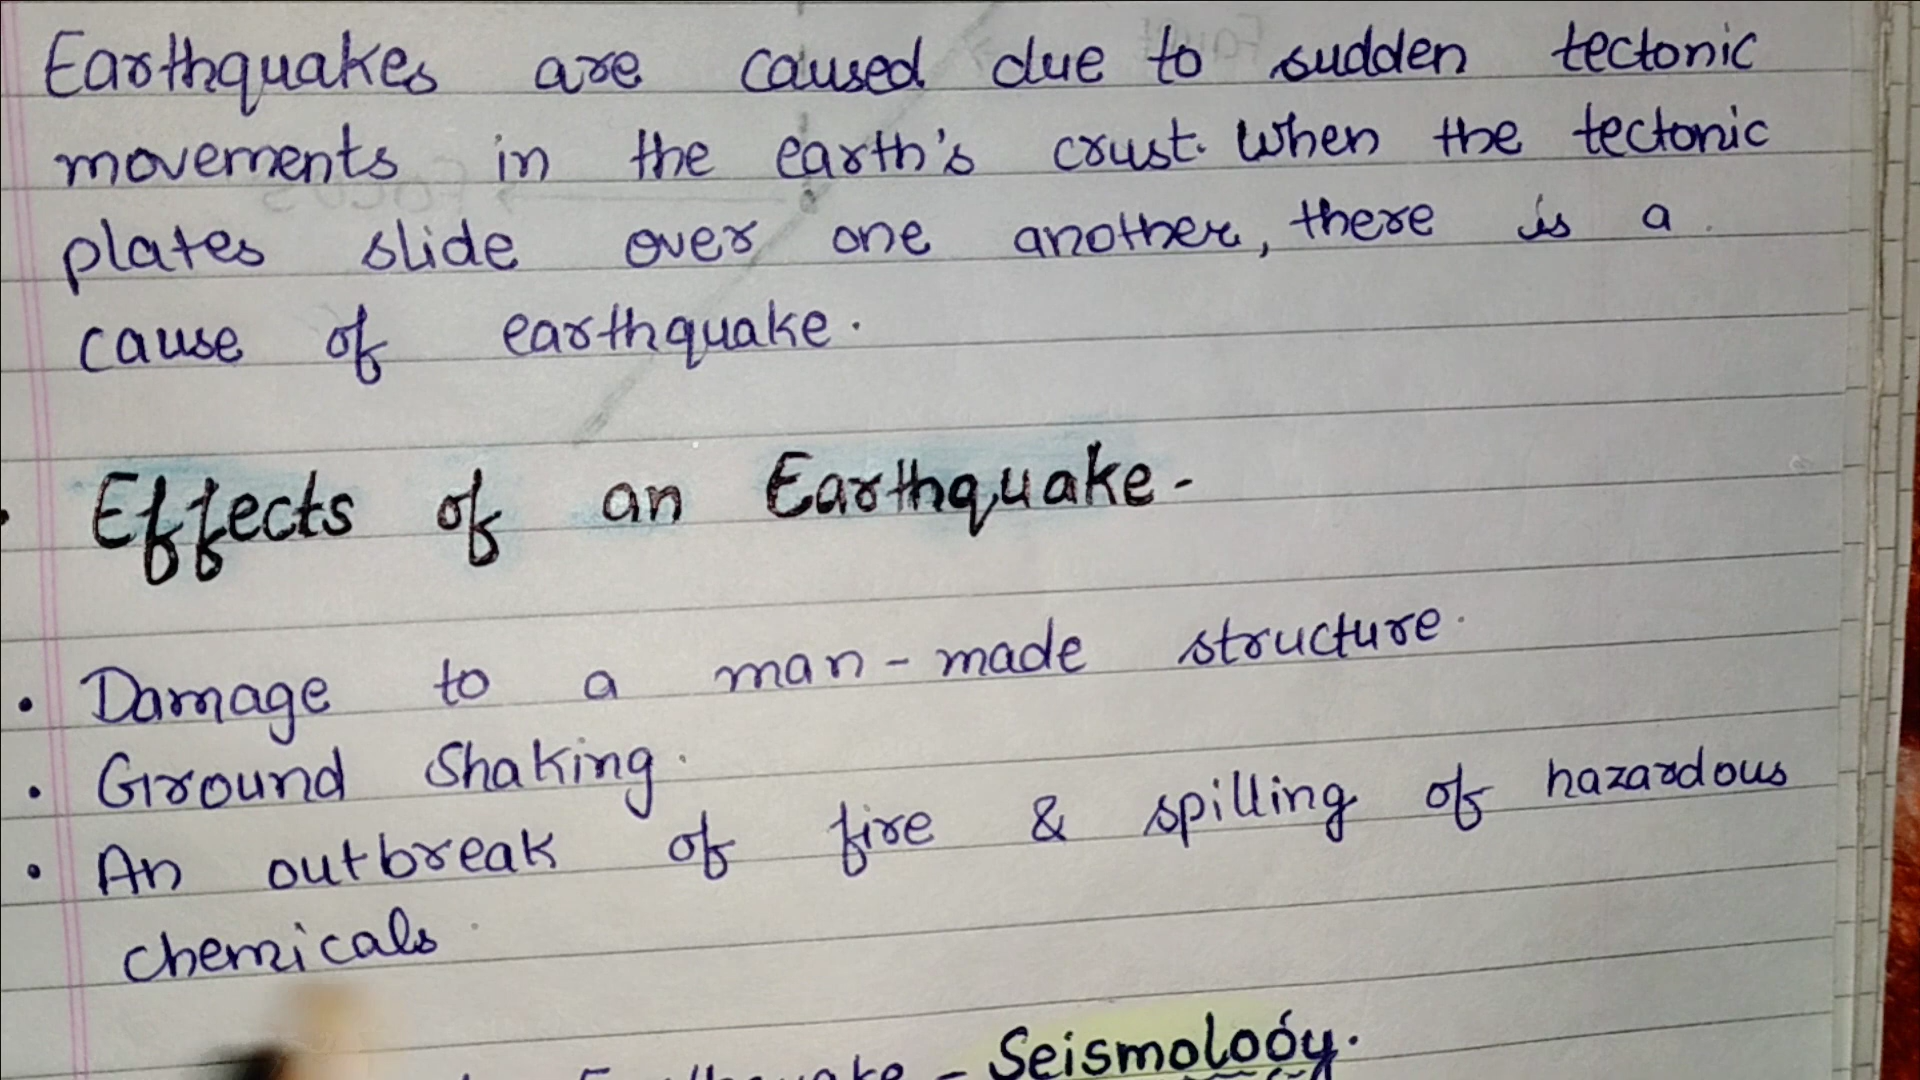 Earthquakes are caused due to sudden tectonic
movements in the earth's crust. When the tectonic
plates slide over one another, there is a
cause of earthquake.
• Effects of an Earthquake -
• Damage to a man-made structure.
• Ground Shaking.
• An outbreak of fire & spilling of hazardous
chemicals.
Earthquake - Seismology.